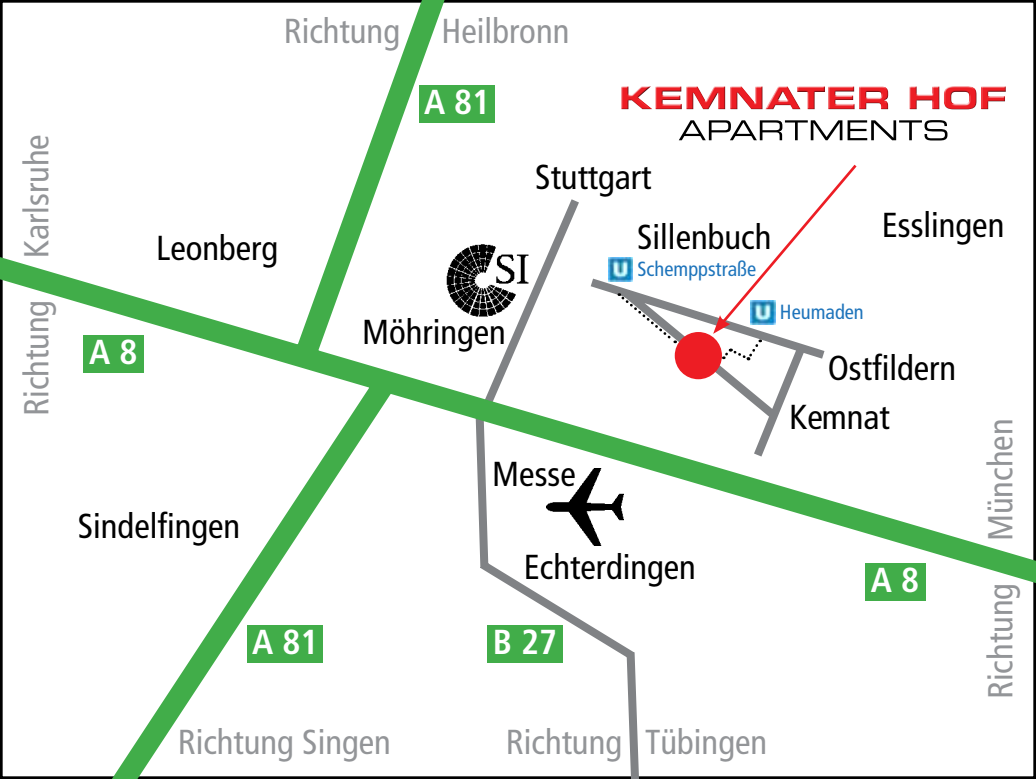 Richtung Heilbronn
A 81
KEMNATER HOF
APARTMENTS
Richtung Karlsruhe
Stuttgart
Esslingen
Sillenbuch
Leonberg
U Schemppstraße
SI
U Heumaden
Möhringen
A 8
Ostfildern
Kemnat
Messe
Richtung München
Sindelfingen
Echterdingen
A 8
A 81
B 27
Richtung Singen
Richtung Tübingen